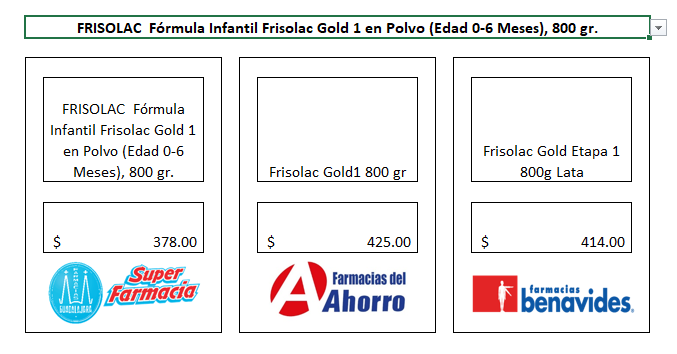 FRISOLAC  Fórmula Infantil Frisolac Gold 1 en Polvo (Edad 0-6 Meses), 800 gr.
FRISOLAC  Fórmula
Infantil Frisolac Gold 1
en Polvo (Edad 0-6
Meses), 800 gr.
Frisolac Gold1 800 gr
Frisolac Gold Etapa 1
800g Lata
$ 378.00
$ 425.00
$ 414.00
Super
Farmacia
Farmacias del
Ahorro
farmacias
benavides®